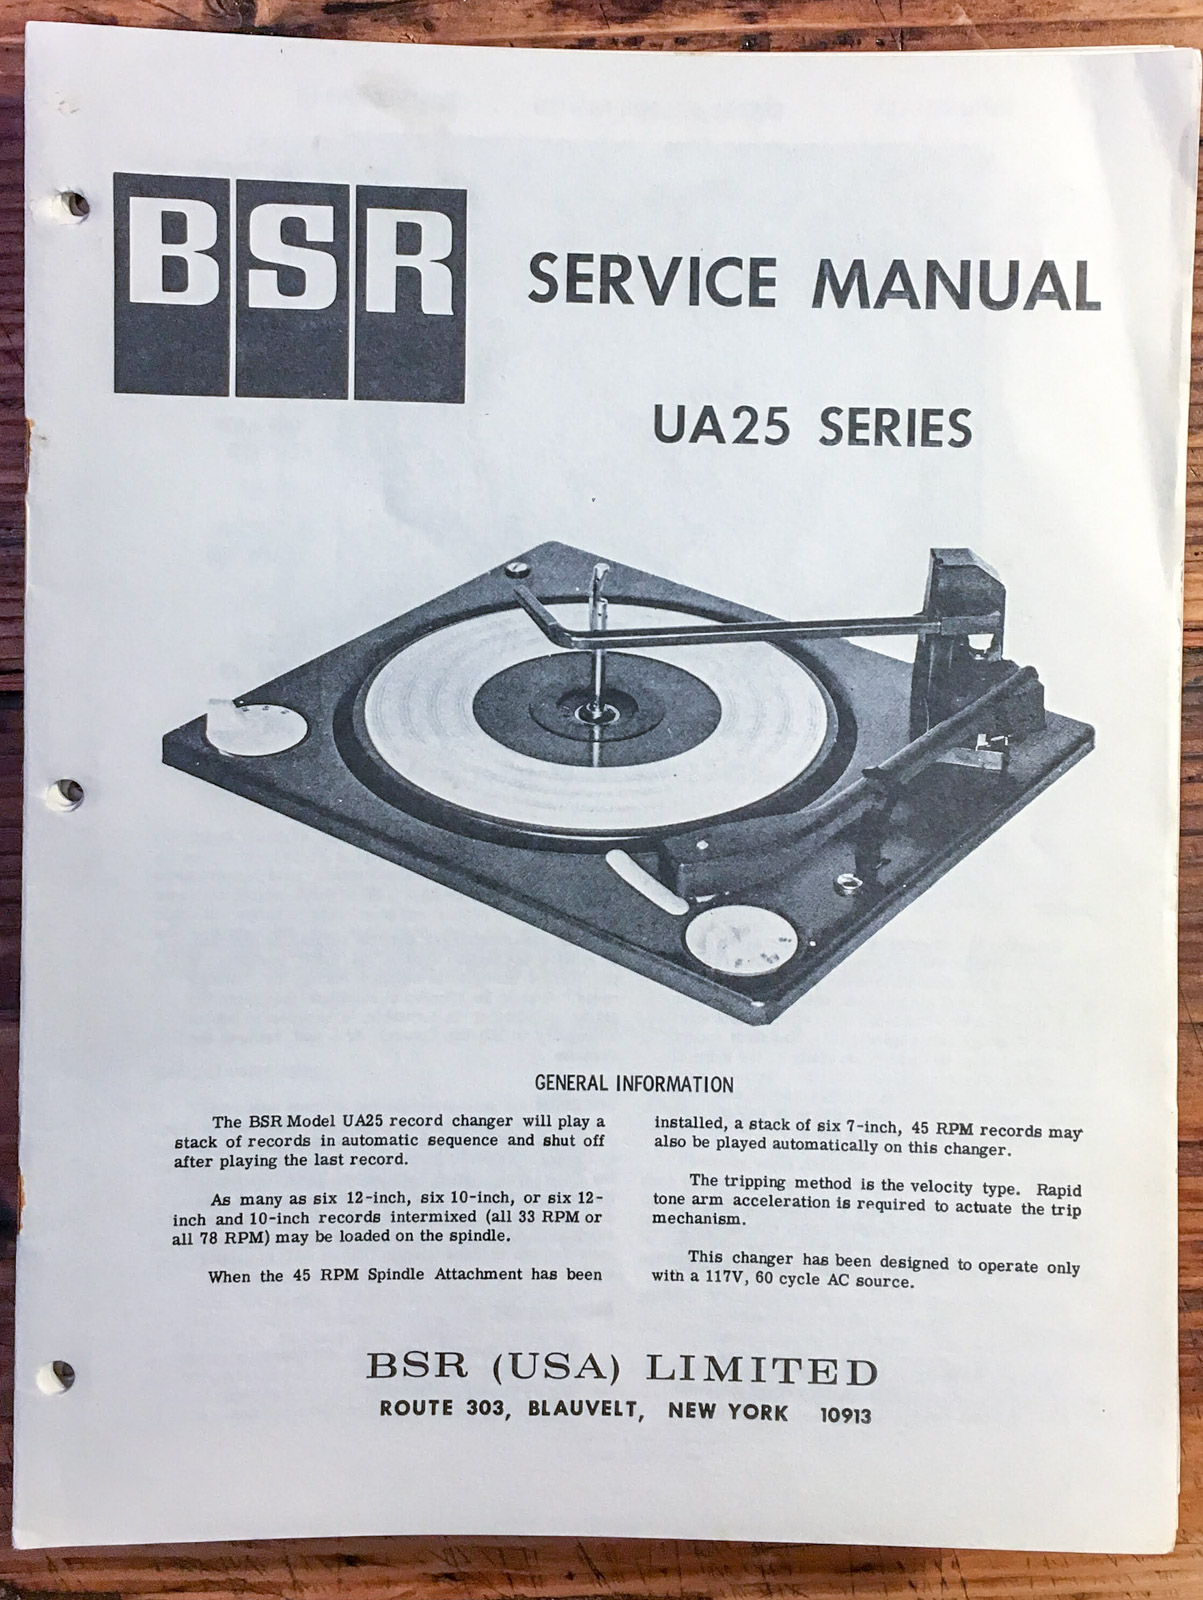 BSR
SERVICE MANUAL
UA25 SERIES
GENERAL INFORMATION
The BSR Model UA25 record changer will play a
stack of records in automatic sequence and shut off
after playing the last record.
As many as six 12-inch, six 10-inch, or six 12-
inch and 10-inch records intermixed (all 33 RPM or
all 78 RPM) may be loaded on the spindle.
When the 45 RPM Spindle Attachment has been
installed, a stack of six 7-inch, 45 RPM records may
also be played automatically on this changer.
The tripping method is the velocity type. Rapid
tone arm acceleration is required to actuate the trip
mechanism.
This changer has been designed to operate only
with a 117V, 60 cycle AC source.
BSR (USA) LIMITED
ROUTE 303, BLAUVELT, NEW YORK 10913